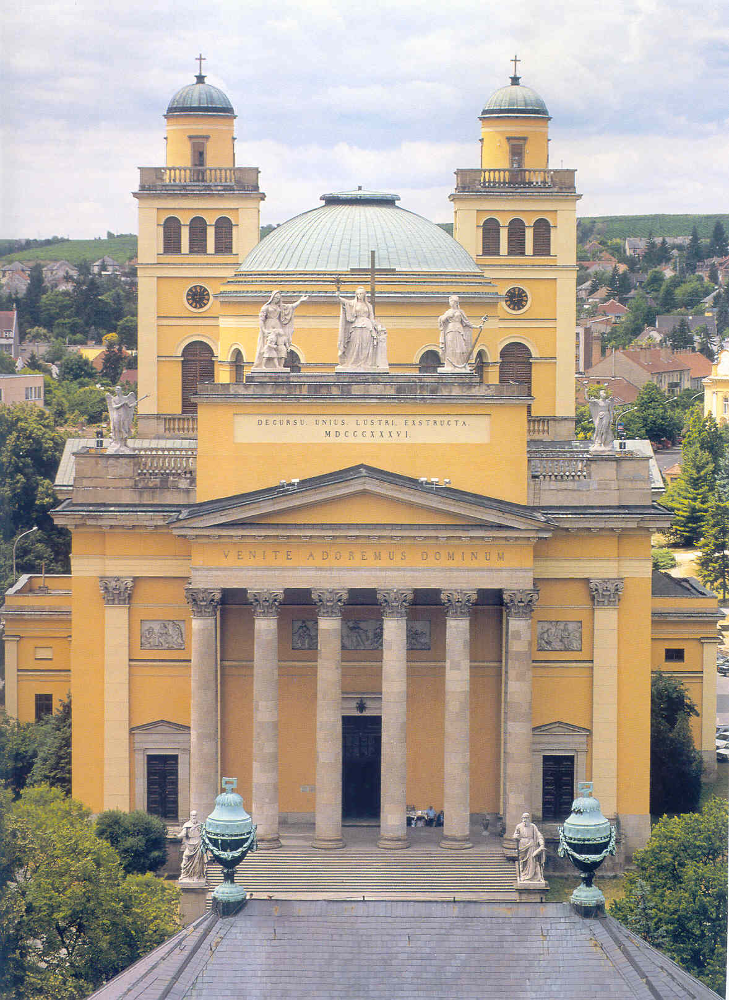 DECURSU. UNIUS. LUSTRI. EXSTRUCTA.
MDCCCXXXVI.
VENITE ADOREMUS DOMINUM